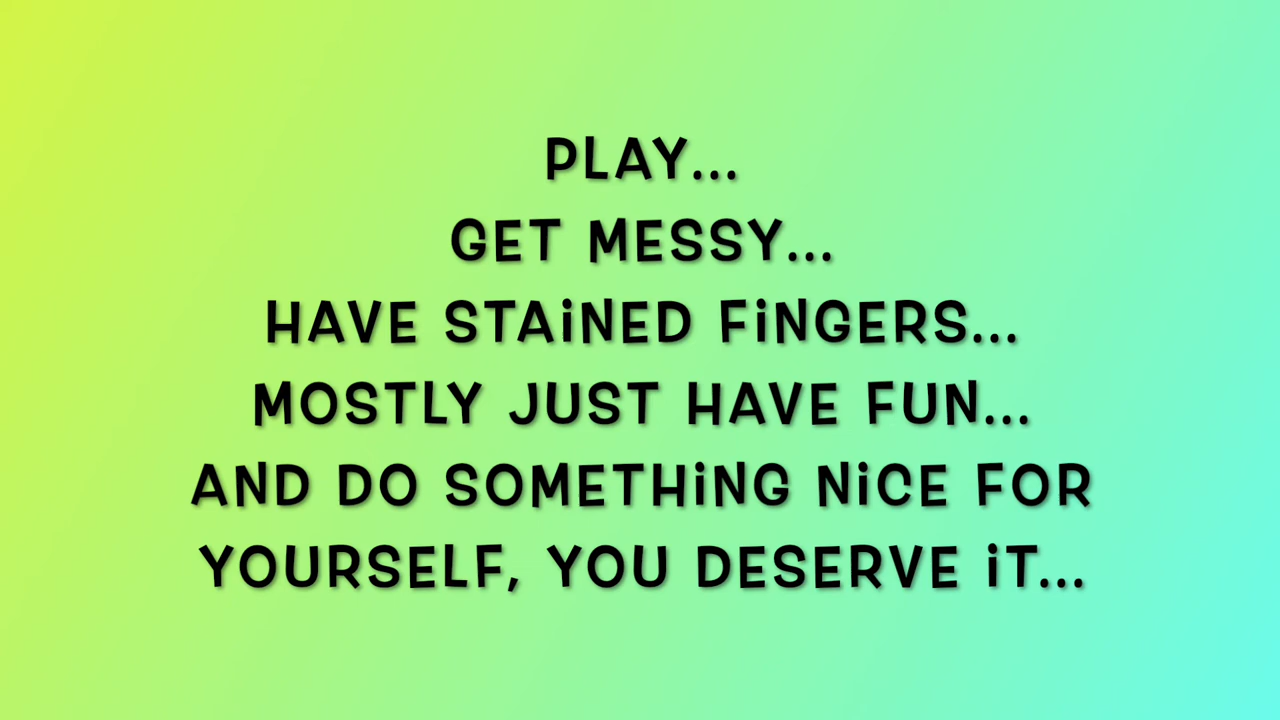 PLAY...
GET MESSY...
HAVE STAiNED FiNGERS...
MOSTLY JUST HAVE FUN...
AND DO SOMETHiNG NiCE FOR
YOURSELF, YOU DESERVE iT...